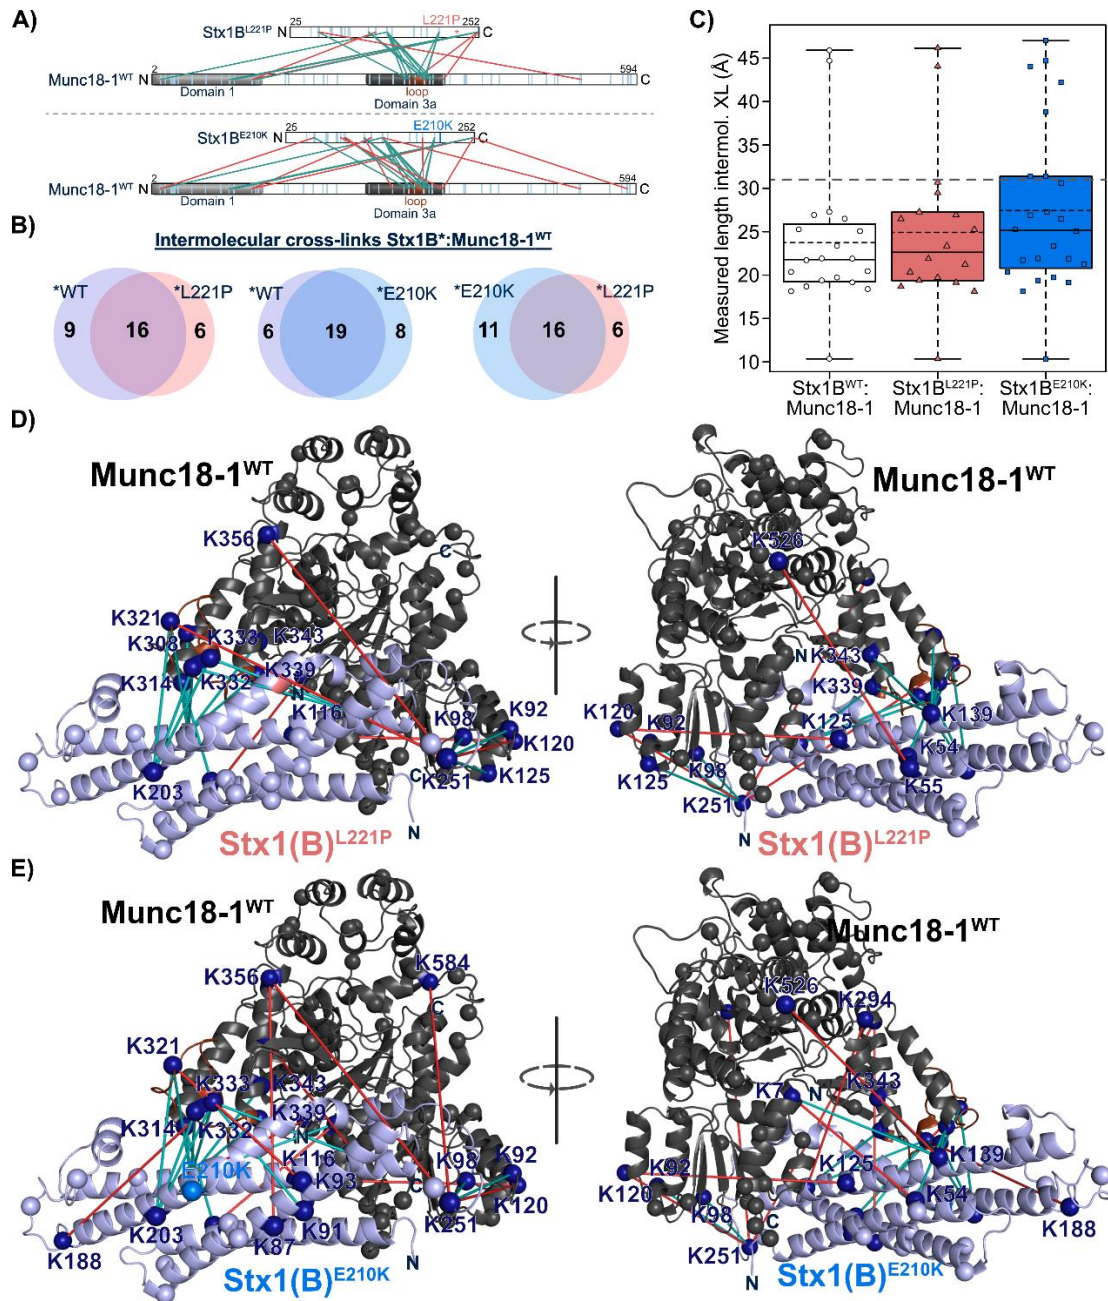 A)
25
L221P
252
Stx1B^L221P
N
C
2
594
Munc18-1^WT
N
C
Domain 1
loop
Domain 3a
25
E210K
252
Stx1B^E210K
N
C
2
594
Munc18-1^WT
N
C
Domain 1
loop
Domain 3a
B)
Intermolecular cross-links Stx1B*:Munc18-1^WT
*WT
*L221P
9
16
6
*WT
*E210K
6
19
8
*E210K
*L221P
11
16
6
C)
Measured length intermol. XL (Å)
45
40
35
30
25
20
15
10
Stx1B^WT:
Munc18-1
Stx1B^L221P:
Munc18-1
Stx1B^E210K:
Munc18-1
D)
Munc18-1^WT
K356
C
K321
K308
K333
K343
K339
K314
K332
N
K116
K98
K92
K120
C
K251
K125
K203
N
Stx1(B)^L221P
Munc18-1^WT
K526
N
K343
K339
K120
K92
K125
K139
K125
K98
K54
K251
K55
N
Stx1(B)^L221P
E)
Munc18-1^WT
K356
K584
C
K321
K333
K343
K339
K314
K332
N
K116
K98
K92
E210K
K93
C
K120
K251
K203
K91
K188
K87
N
Stx1(B)^E210K
Munc18-1^WT
K526
K294
K7
N
K343
K92
K125
K139
K120
K98
K54
K188
C
K251
N
Stx1(B)^E210K